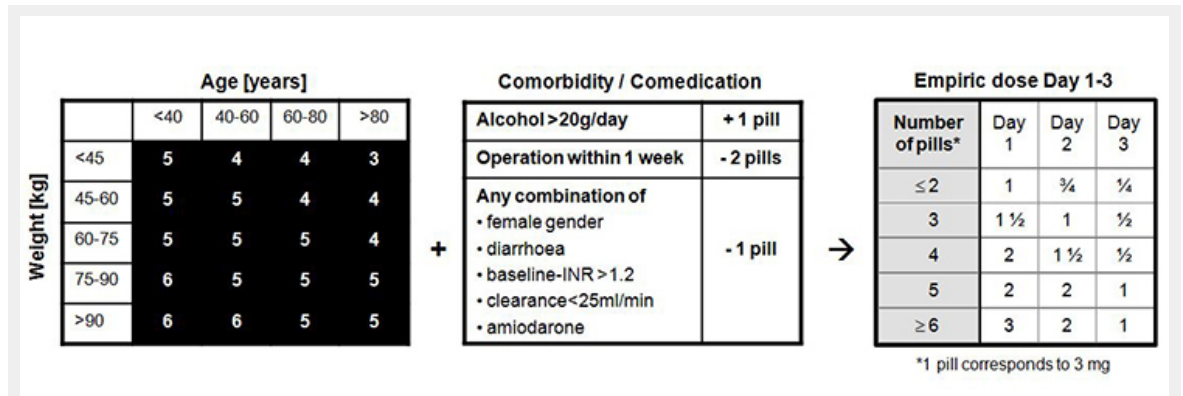 Age [years]
Weight [kg]
<40 40-60 60-80 >80
<45 5 4 4 3
45-60 5 5 4 4
60-75 5 5 5 4
75-90 6 5 5 5
>90 6 6 5 5
+
Comorbidity / Comedication
Alcohol >20g/day + 1 pill
Operation within 1 week - 2 pills
Any combination of
• female gender
• diarrhoea
• baseline-INR >1.2
• clearance<25ml/min
• amiodarone
- 1 pill
→
Empiric dose Day 1-3
Number of pills* Day 1 Day 2 Day 3
≤ 2 1 ¾ ¼
3 1 ½ 1 ½
4 2 1 ½ ½
5 2 2 1
≥ 6 3 2 1
*1 pill corresponds to 3 mg